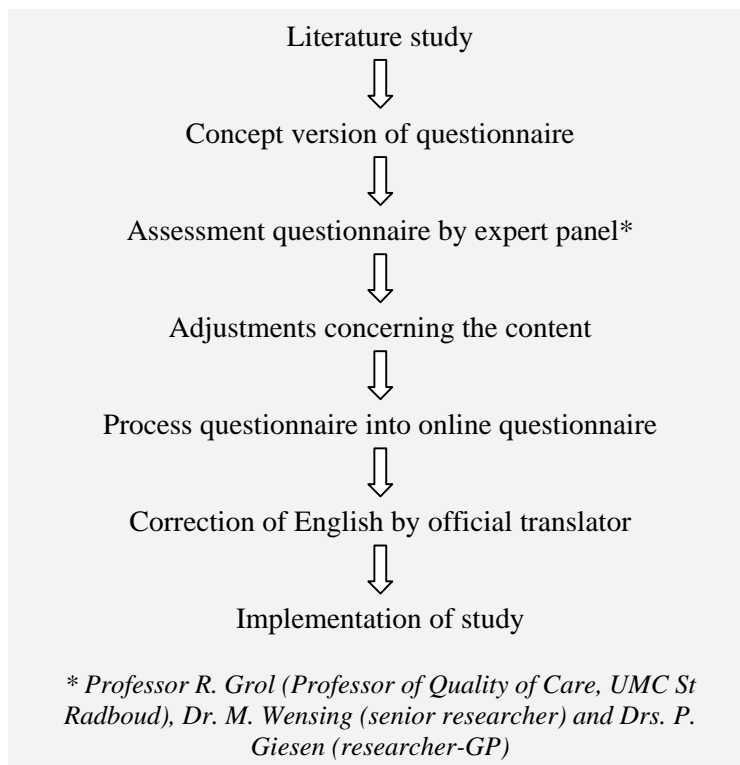 Literature study
Concept version of questionnaire
Assessment questionnaire by expert panel*
Adjustments concerning the content
Process questionnaire into online questionnaire
Correction of English by official translator
Implementation of study
* Professor R. Grol (Professor of Quality of Care, UMC St
Radboud), Dr. M. Wensing (senior researcher) and Drs. P.
Giesen (researcher-GP)